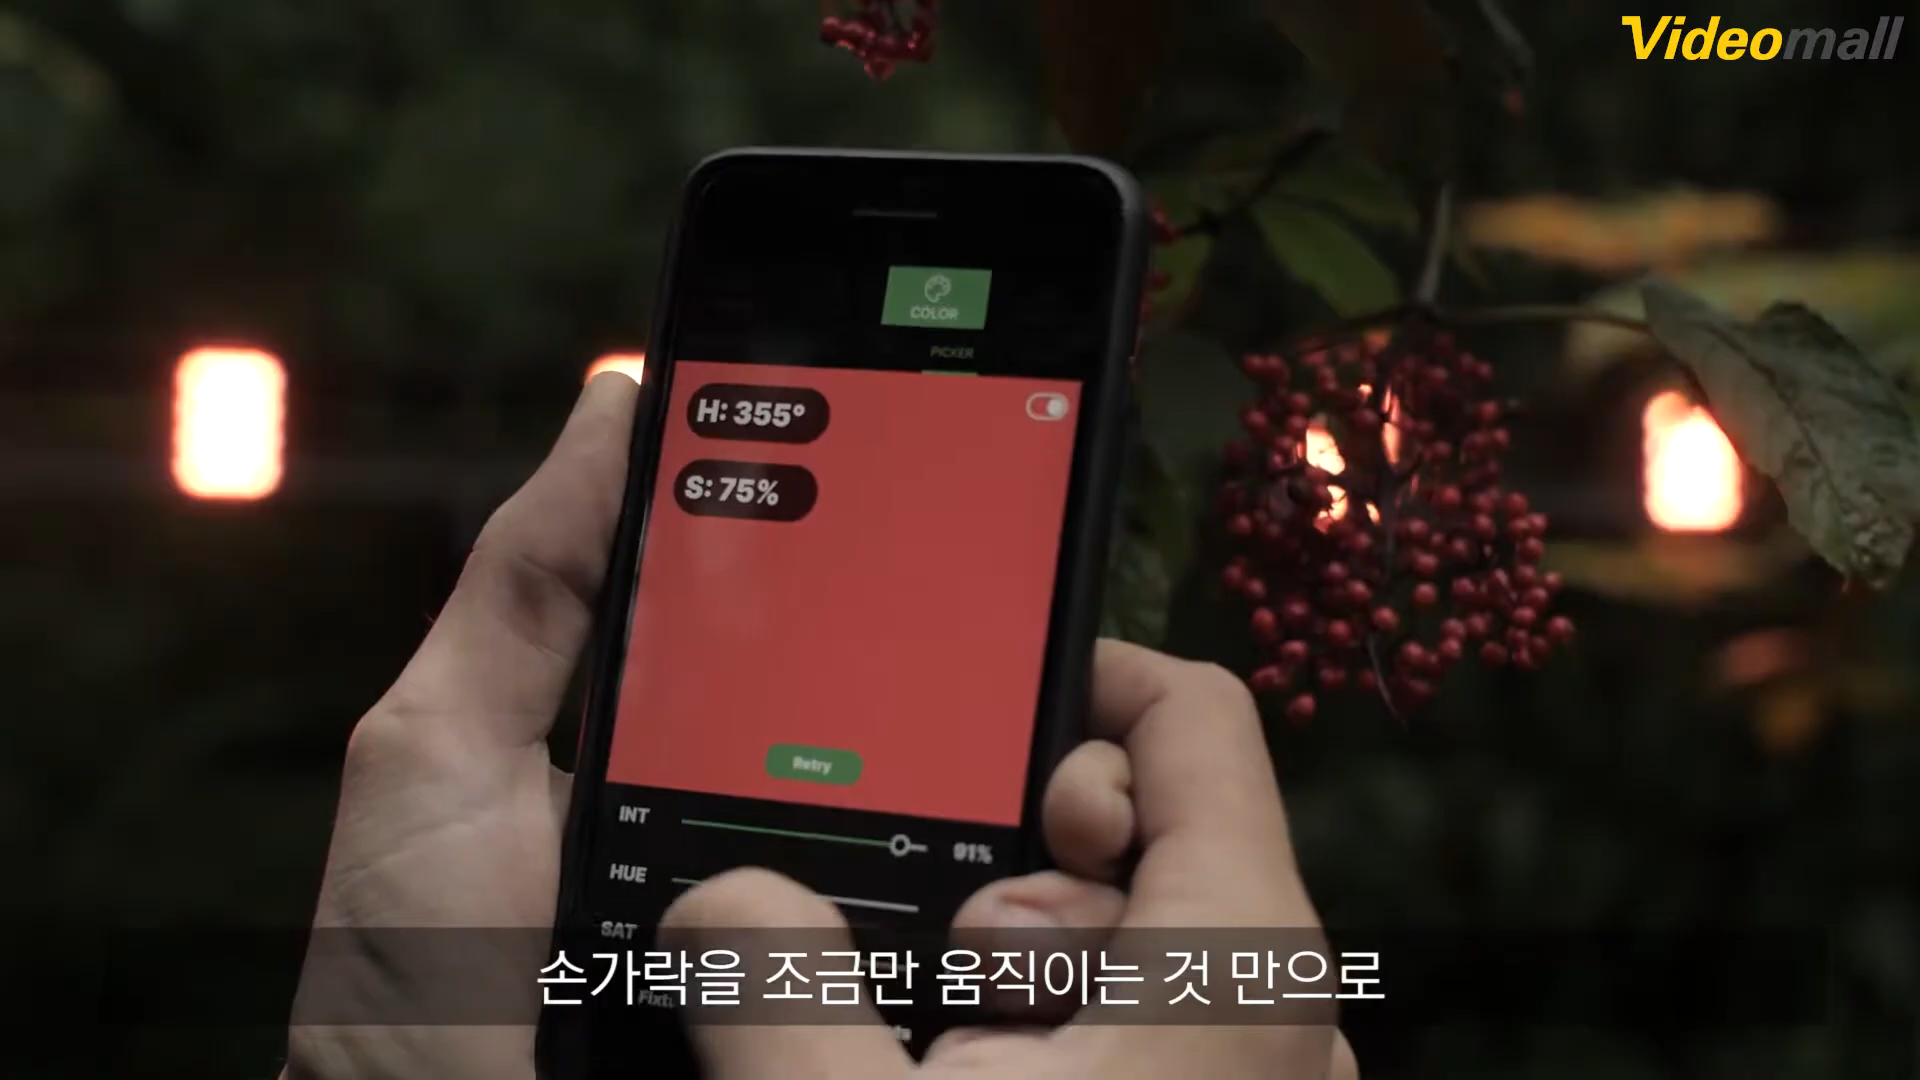 Videomall
COLOR
PICKER
H: 355°
S: 75%
Retry
INT
91%
HUE
SAT
손가락을 조금만 움직이는 것 만으로